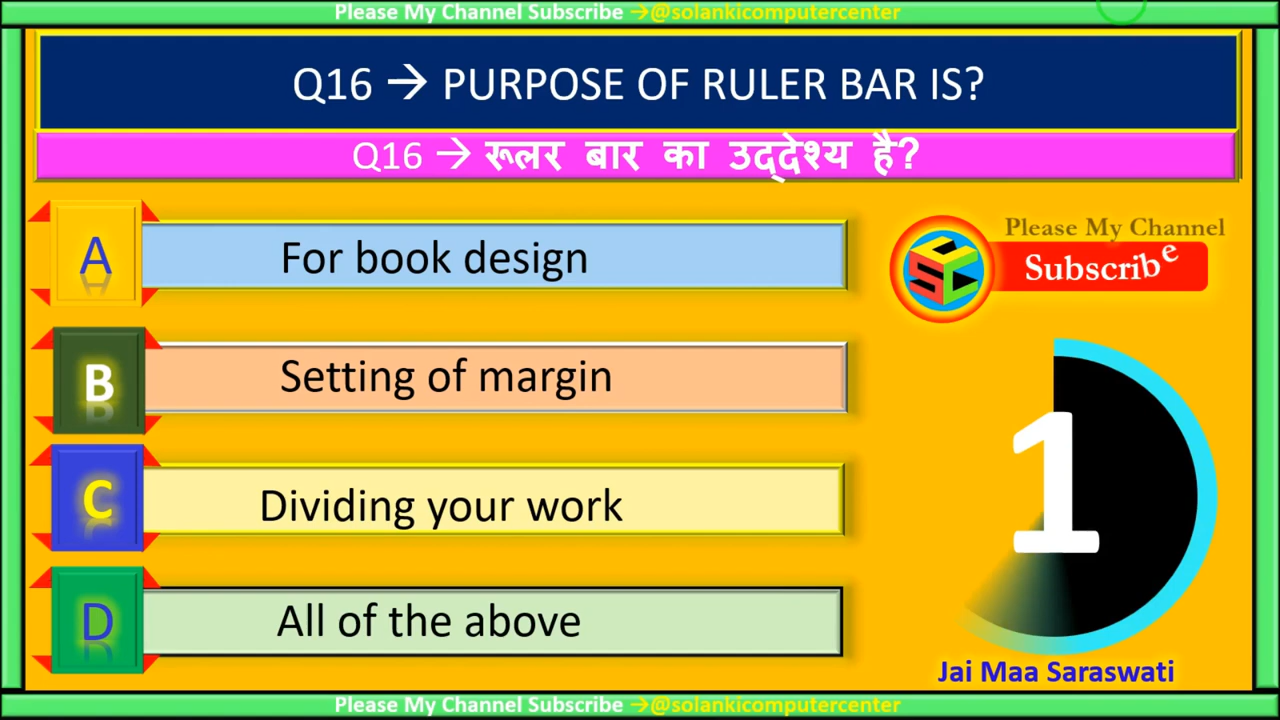 Please My Channel Subscribe →@solankicomputercenter
Q16 → PURPOSE OF RULER BAR IS?
Q16 → रूलर बार का उद्देश्य है?
A
For book design
B
Setting of margin
C
Dividing your work
D
All of the above
Please My Channel
Subscribe
SCC
1
Jai Maa Saraswati
Please My Channel Subscribe →@solankicomputercenter